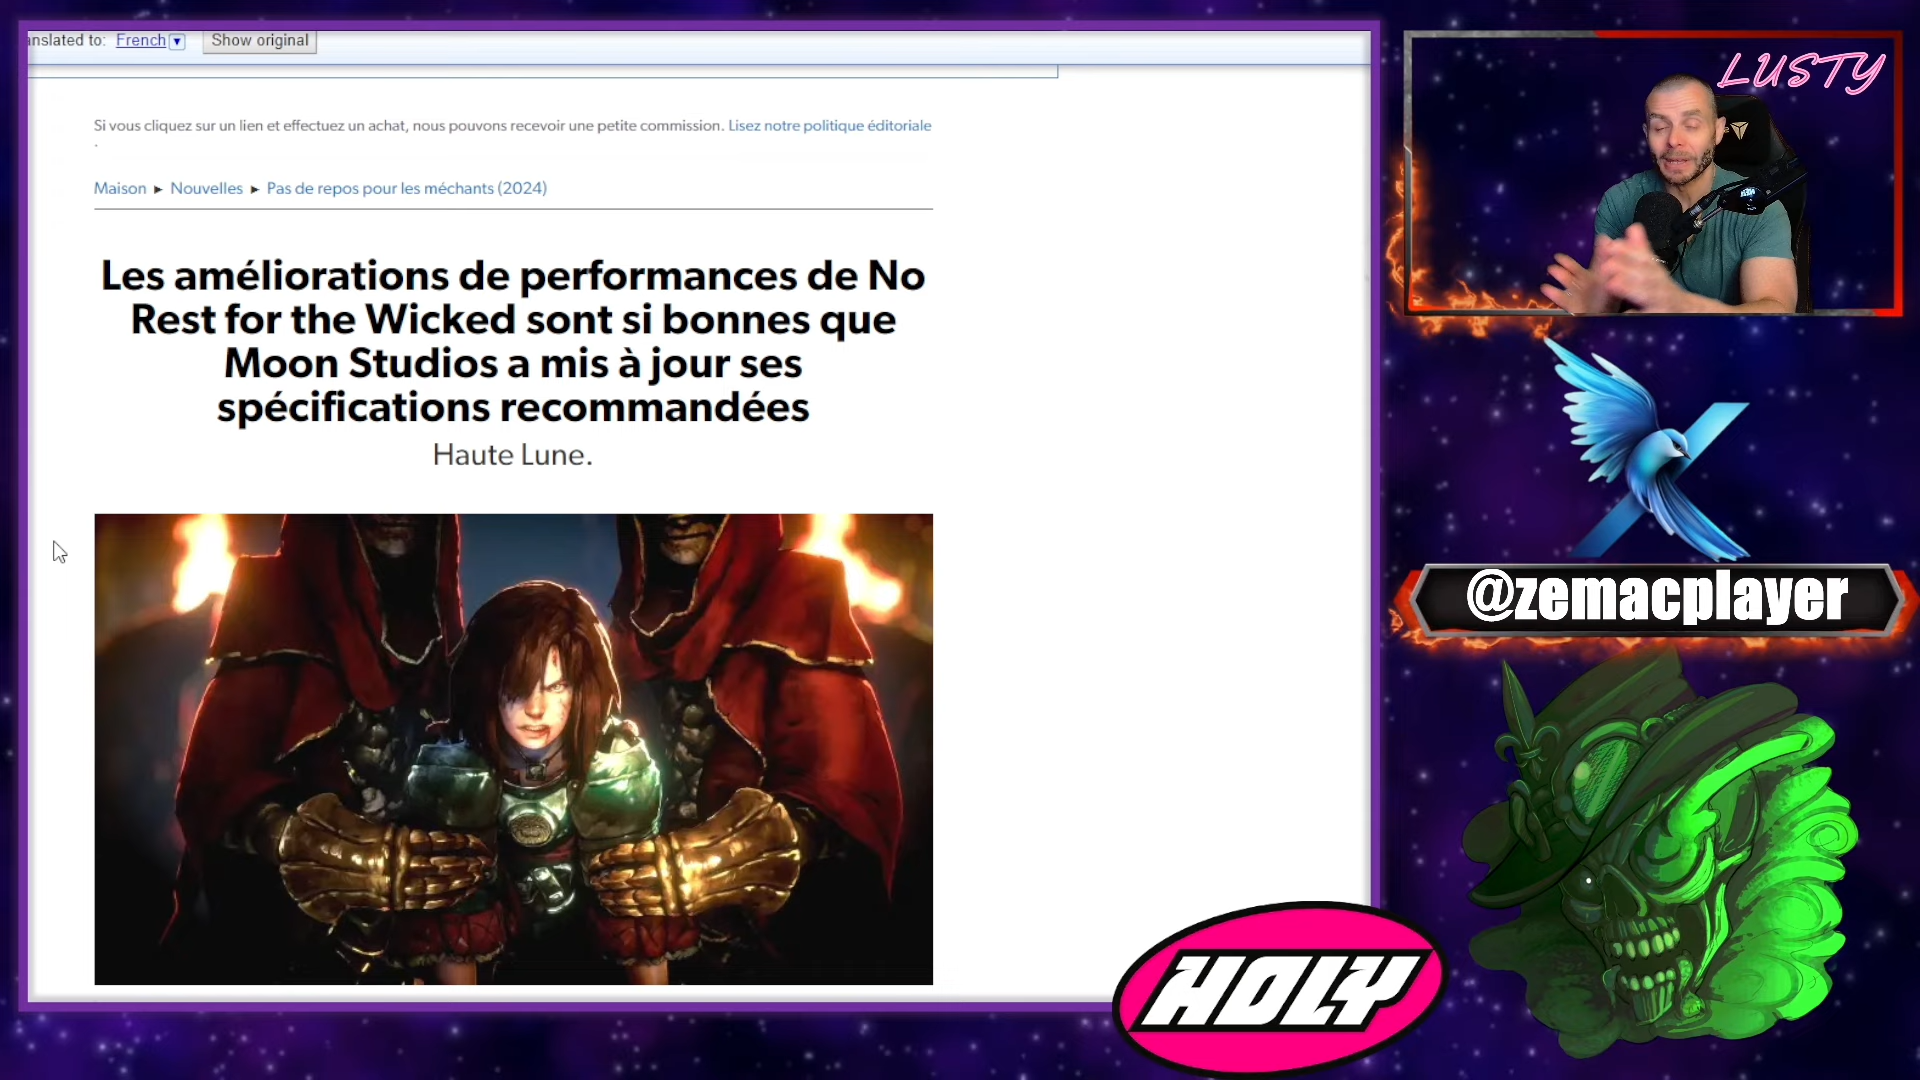 anslated to: French Show original
Si vous cliquez sur un lien et effectuez un achat, nous pouvons recevoir une petite commission. Lisez notre politique éditoriale
.
Maison ► Nouvelles ► Pas de repos pour les méchants (2024)
Les améliorations de performances de No
Rest for the Wicked sont si bonnes que
Moon Studios a mis à jour ses
spécifications recommandées
Haute Lune.
LUSTY
@zemacplayer
HOLY